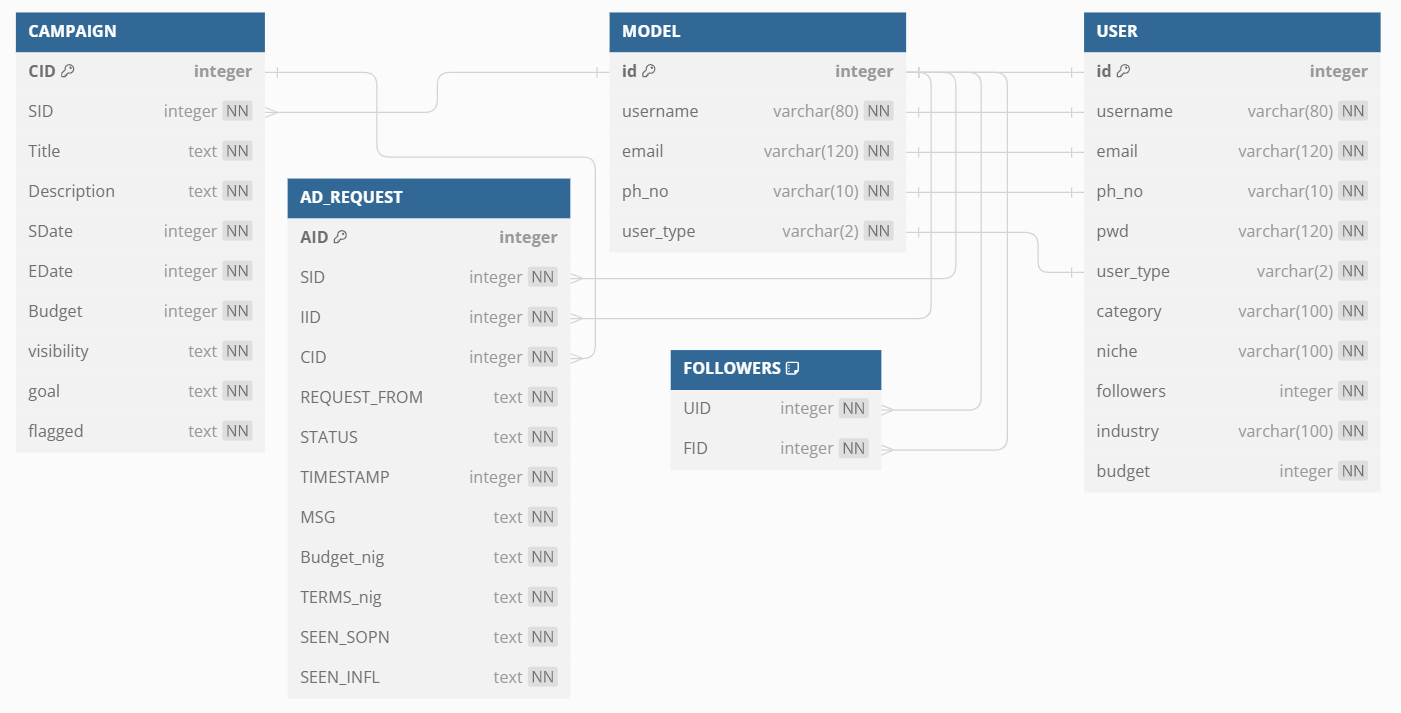 CAMPAIGN
CID integer
SID integer NN
Title text NN
Description text NN
SDate integer NN
EDate integer NN
Budget integer NN
visibility text NN
goal text NN
flagged text NN
AD_REQUEST
AID integer
SID integer NN
IID integer NN
CID integer NN
REQUEST_FROM text NN
STATUS text NN
TIMESTAMP integer NN
MSG text NN
Budget_nig text NN
TERMS_nig text NN
SEEN_SOPN text NN
SEEN_INFL text NN
MODEL
id integer
username varchar(80) NN
email varchar(120) NN
ph_no varchar(10) NN
user_type varchar(2) NN
FOLLOWERS
UID integer NN
FID integer NN
USER
id integer
username varchar(80) NN
email varchar(120) NN
ph_no varchar(10) NN
pwd varchar(120) NN
user_type varchar(2) NN
category varchar(100) NN
niche varchar(100) NN
followers integer NN
industry varchar(100) NN
budget integer NN